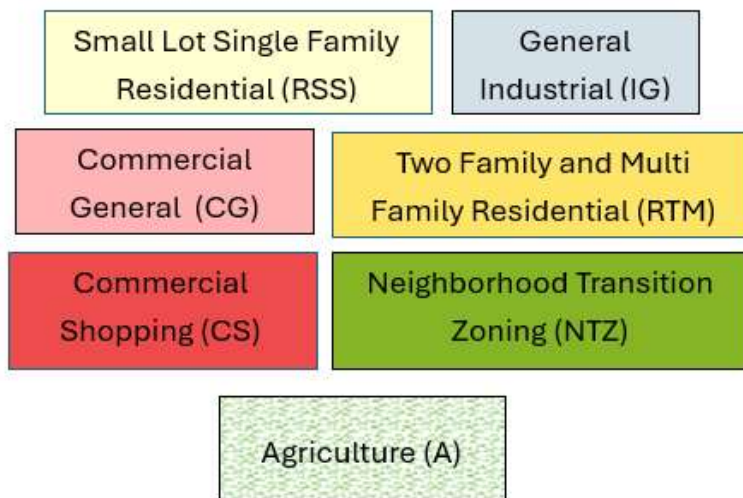 Small Lot Single Family
Residential (RSS)
General
Industrial (IG)
Commercial
General (CG)
Two Family and Multi
Family Residential (RTM)
Commercial
Shopping (CS)
Neighborhood Transition
Zoning (NTZ)
Agriculture (A)